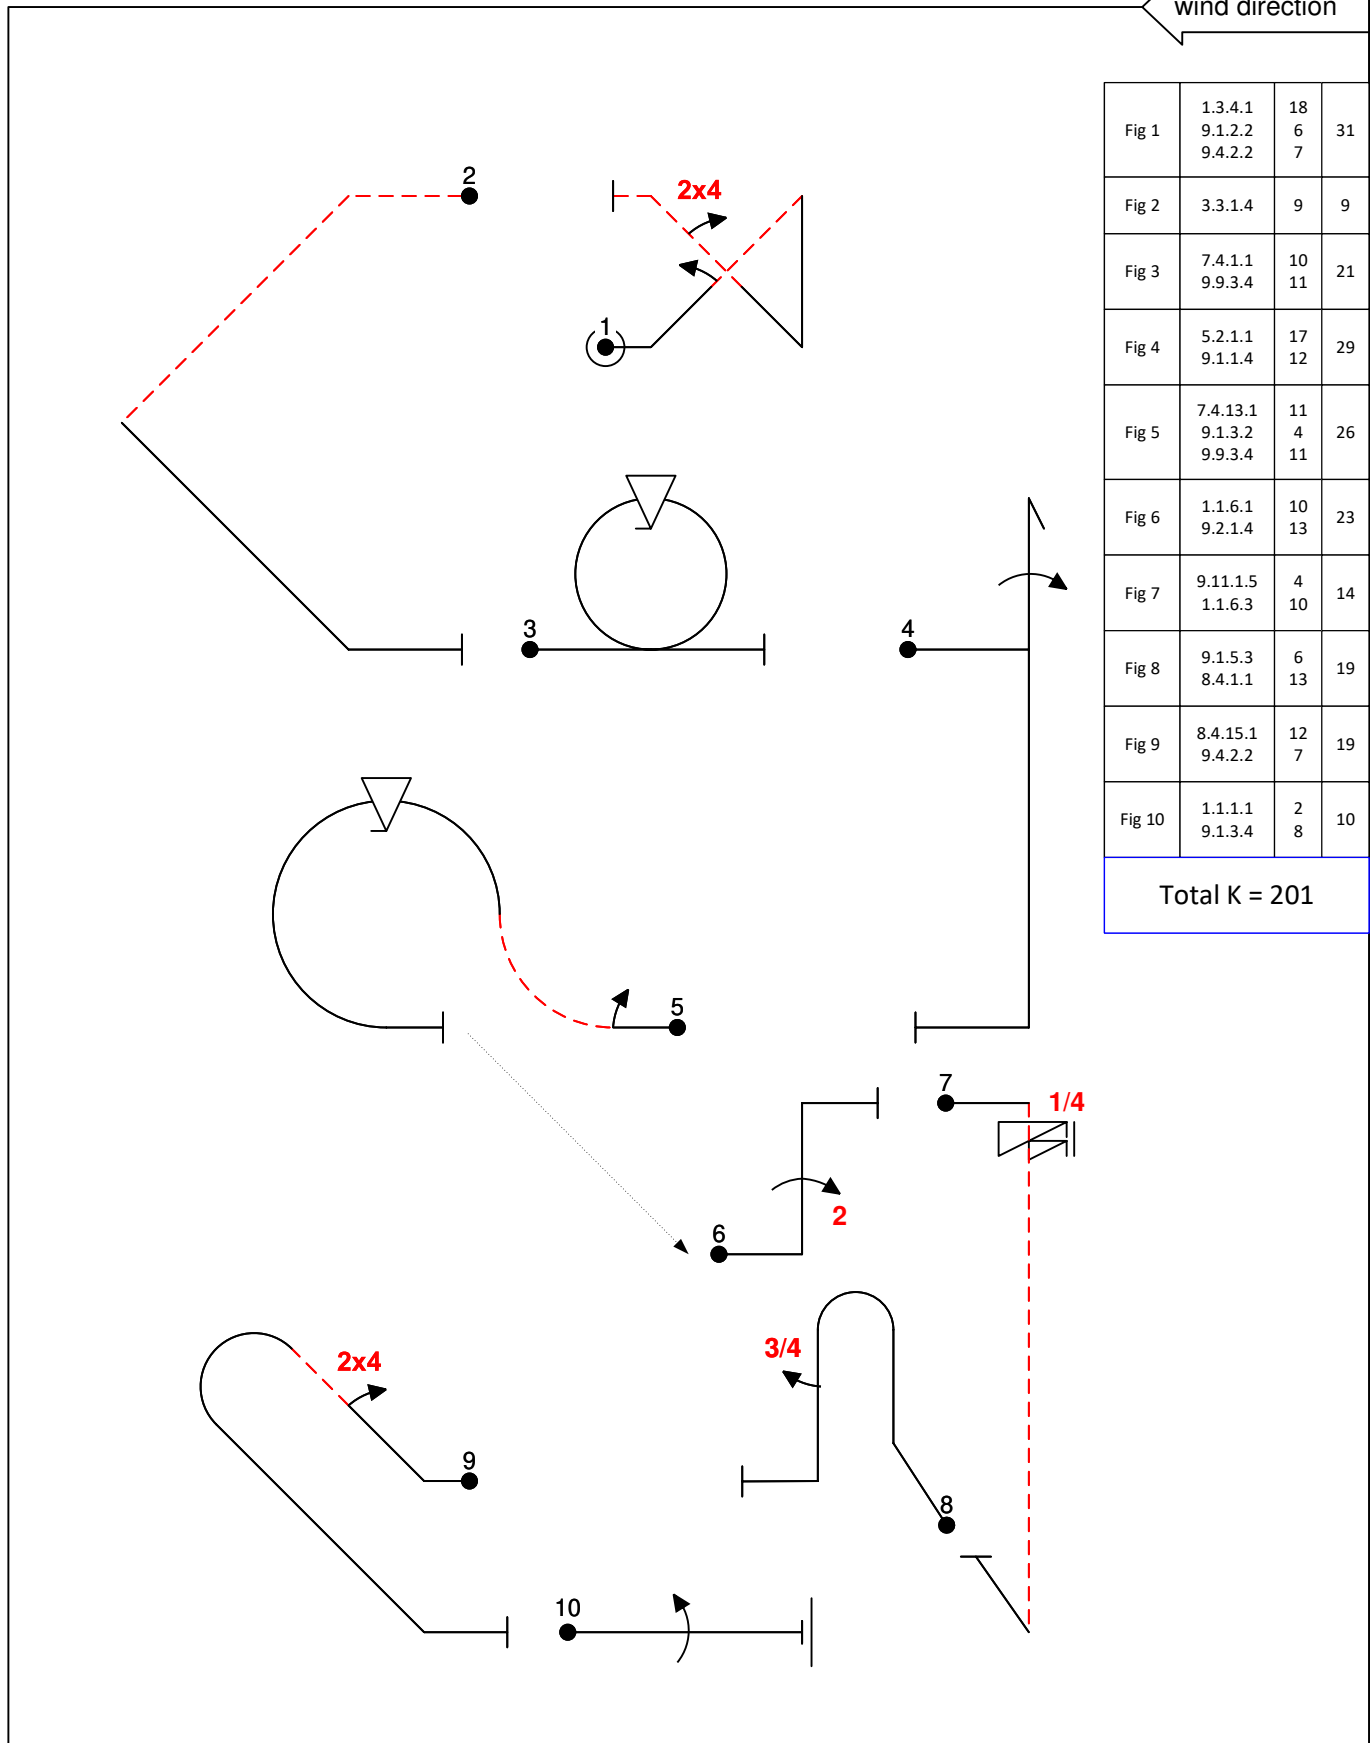 wind direction
Fig 1 1.3.4.1 18 31
9.1.2.2 6
9.4.2.2 7
Fig 2 3.3.1.4 9 9
Fig 3 7.4.1.1 10 21
9.9.3.4 11
Fig 4 5.2.1.1 17 29
9.1.1.4 12
Fig 5 7.4.13.1 11 26
9.1.3.2 4
9.9.3.4 11
Fig 6 1.1.6.1 10 23
9.2.1.4 13
Fig 7 9.11.1.5 4 14
1.1.6.3 10
Fig 8 9.1.5.3 6 19
8.4.1.1 13
Fig 9 8.4.15.1 12 19
9.4.2.2 7
Fig 10 1.1.1.1 2 10
9.1.3.4 8
Total K = 201
2
2x4
1
3
4
5
7
1/4
2
6
3/4
2x4
9
8
10